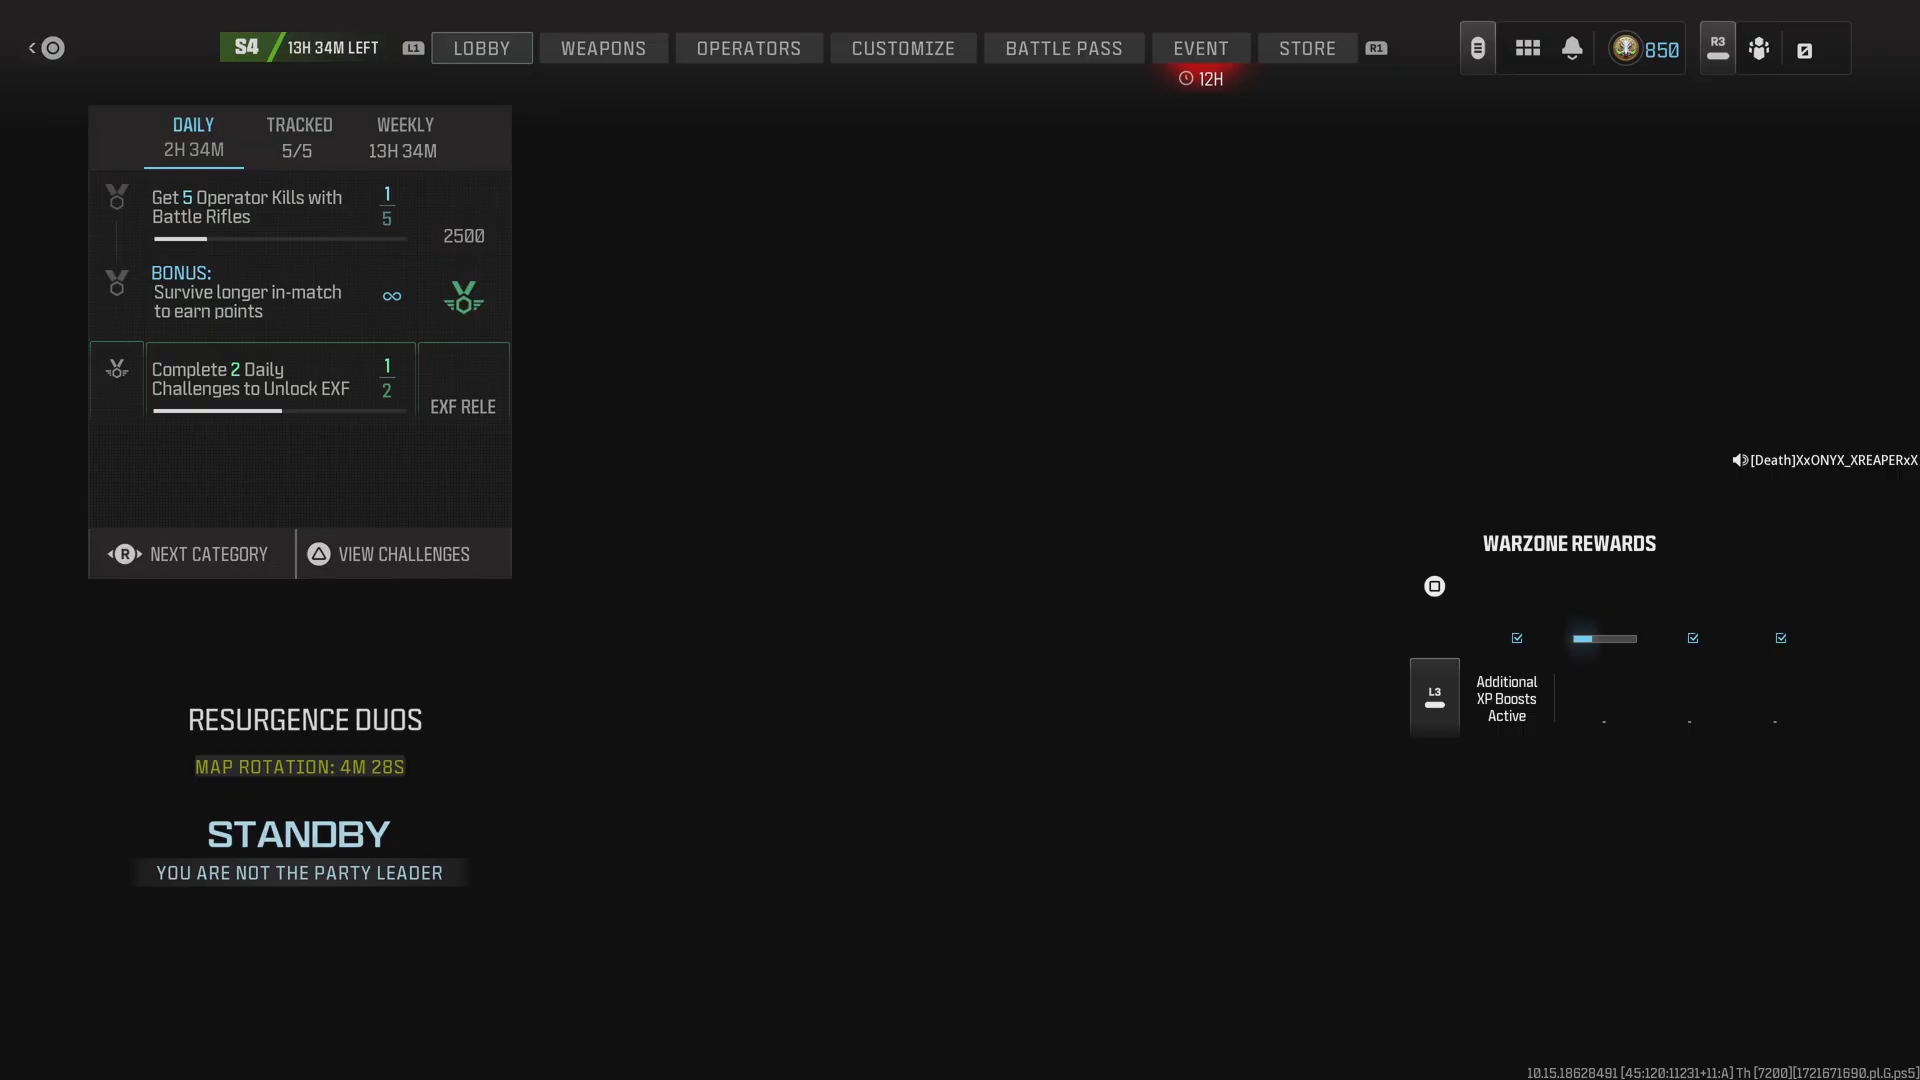 S4 13H 34M LEFT L1 LOBBY WEAPONS OPERATORS CUSTOMIZE BATTLE PASS EVENT STORE R1 850 R3 0
12H
DAILY TRACKED WEEKLY
2H 34M 5/5 13H 34M
Get 5 Operator Kills with
Battle Rifles
1
5
2500
BONUS:
Survive longer in-match
to earn points
∞
Complete 2 Daily
Challenges to Unlock EXF
1
2
EXF RELE
R NEXT CATEGORY VIEW CHALLENGES
RESURGENCE DUOS
MAP ROTATION: 4M 28S
STANDBY
YOU ARE NOT THE PARTY LEADER
[Death]XxONYX_XREAPERxX
WARZONE REWARDS
L3
Additional
XP Boosts
Active
- - -
10.15.18628491 [45:120:11231+11:A] Th [7200][1721671690.pl.G.ps5]